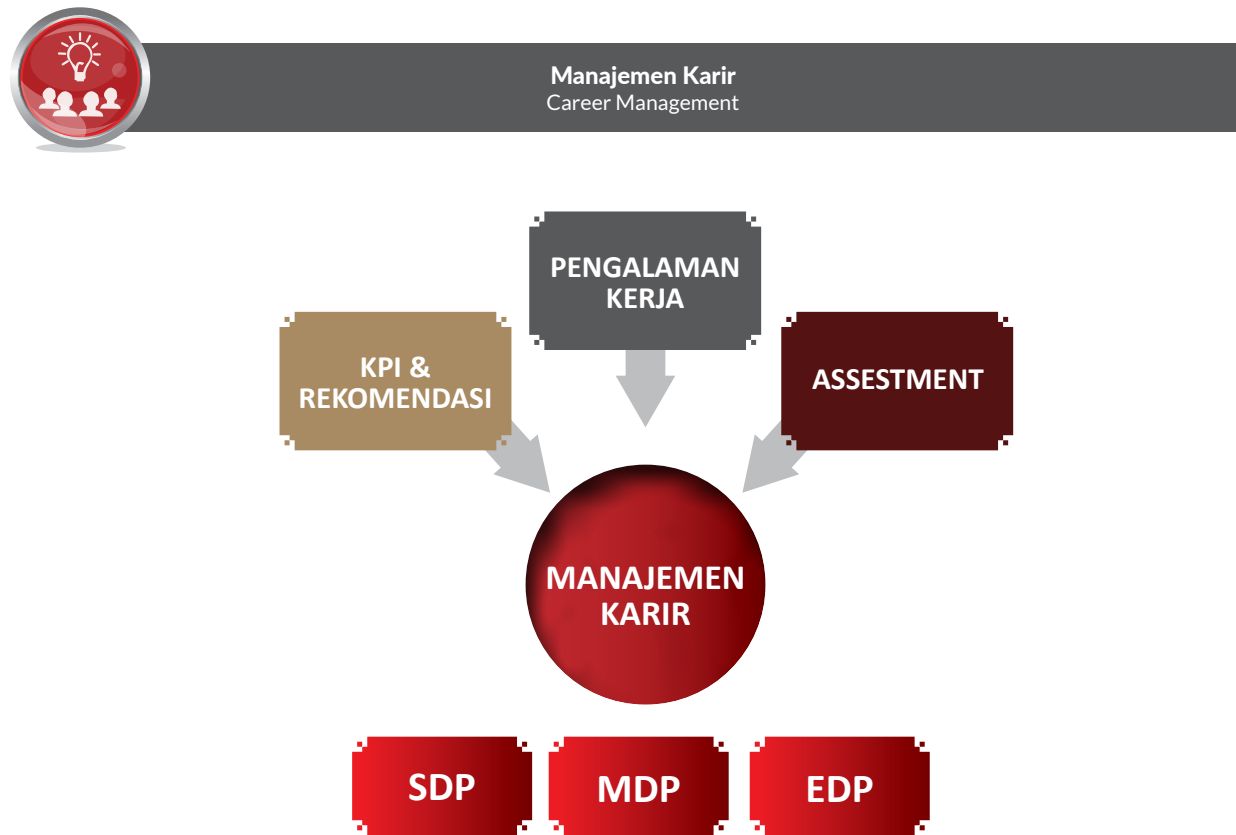 Manajemen Karir
Career Management
PENGALAMAN
KERJA
KPI &
REKOMENDASI
ASSESTMENT
MANAJEMEN
KARIR
SDP
MDP
EDP